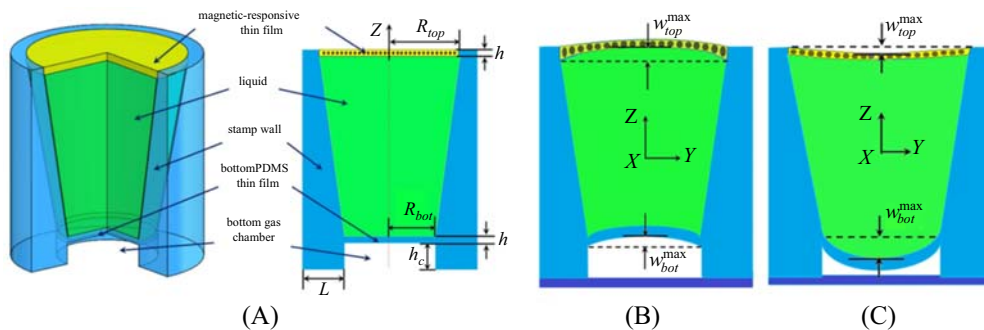 magnetic-responsive
thin film
liquid
stamp wall
bottomPDMS
thin film
bottom gas
chamber
Z
R_top
h
R_bot
h
h_c
L
(A)
w_top^max
Z
X
Y
w_bot^max
(B)
w_top^max
Z
X
Y
w_bot^max
(C)